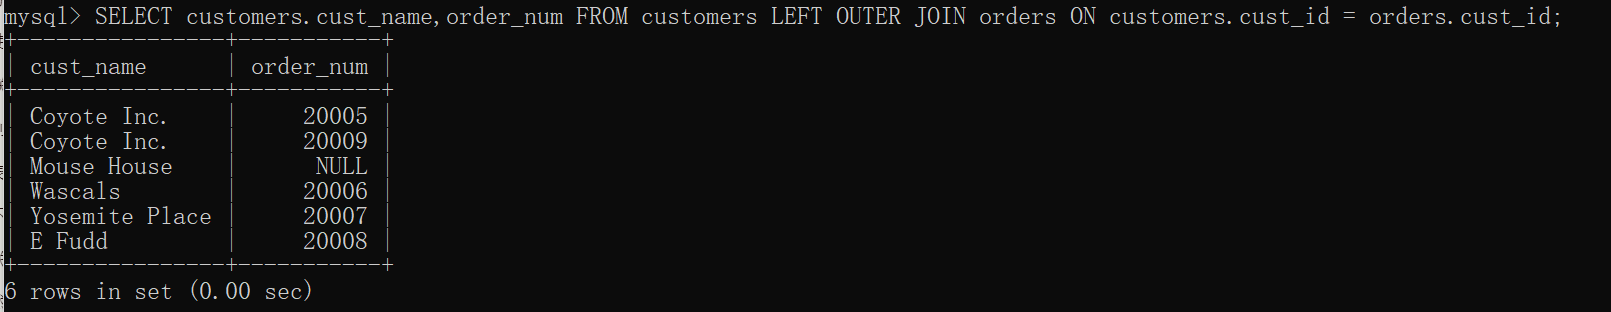 mysql> SELECT customers.cust_name,order_num FROM customers LEFT OUTER JOIN orders ON customers.cust_id = orders.cust_id;
+----------------+-----------+
| cust_name      | order_num |
+----------------+-----------+
| Coyote Inc.    |     20005 |
| Coyote Inc.    |     20009 |
| Mouse House    |      NULL |
| Wascals        |     20006 |
| Yosemite Place |     20007 |
| E Fudd         |     20008 |
+----------------+-----------+
6 rows in set (0.00 sec)